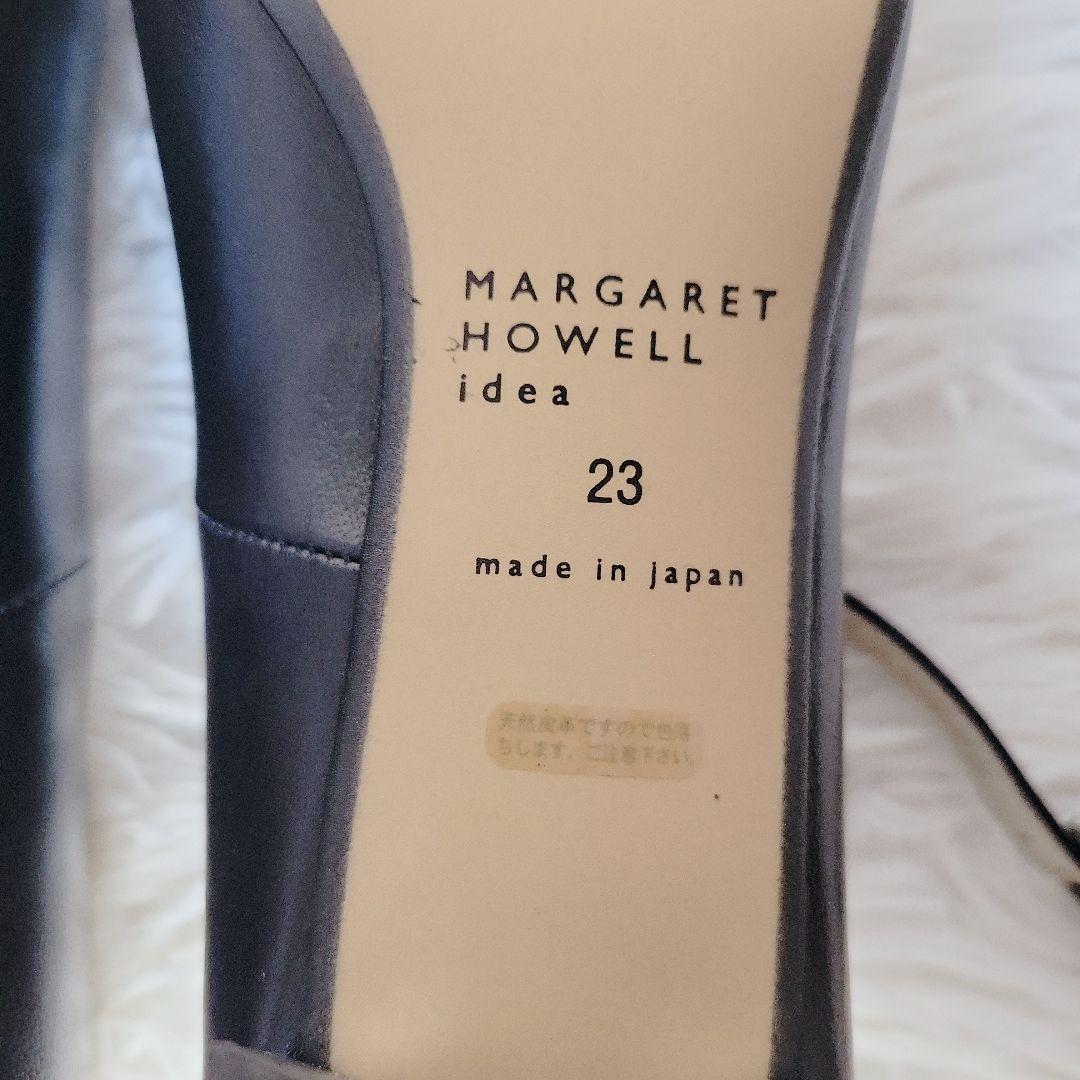 MARGARET
HOWELL
idea
23
made in japan
天然皮革ですので色落
ちします。ご注意下さい。